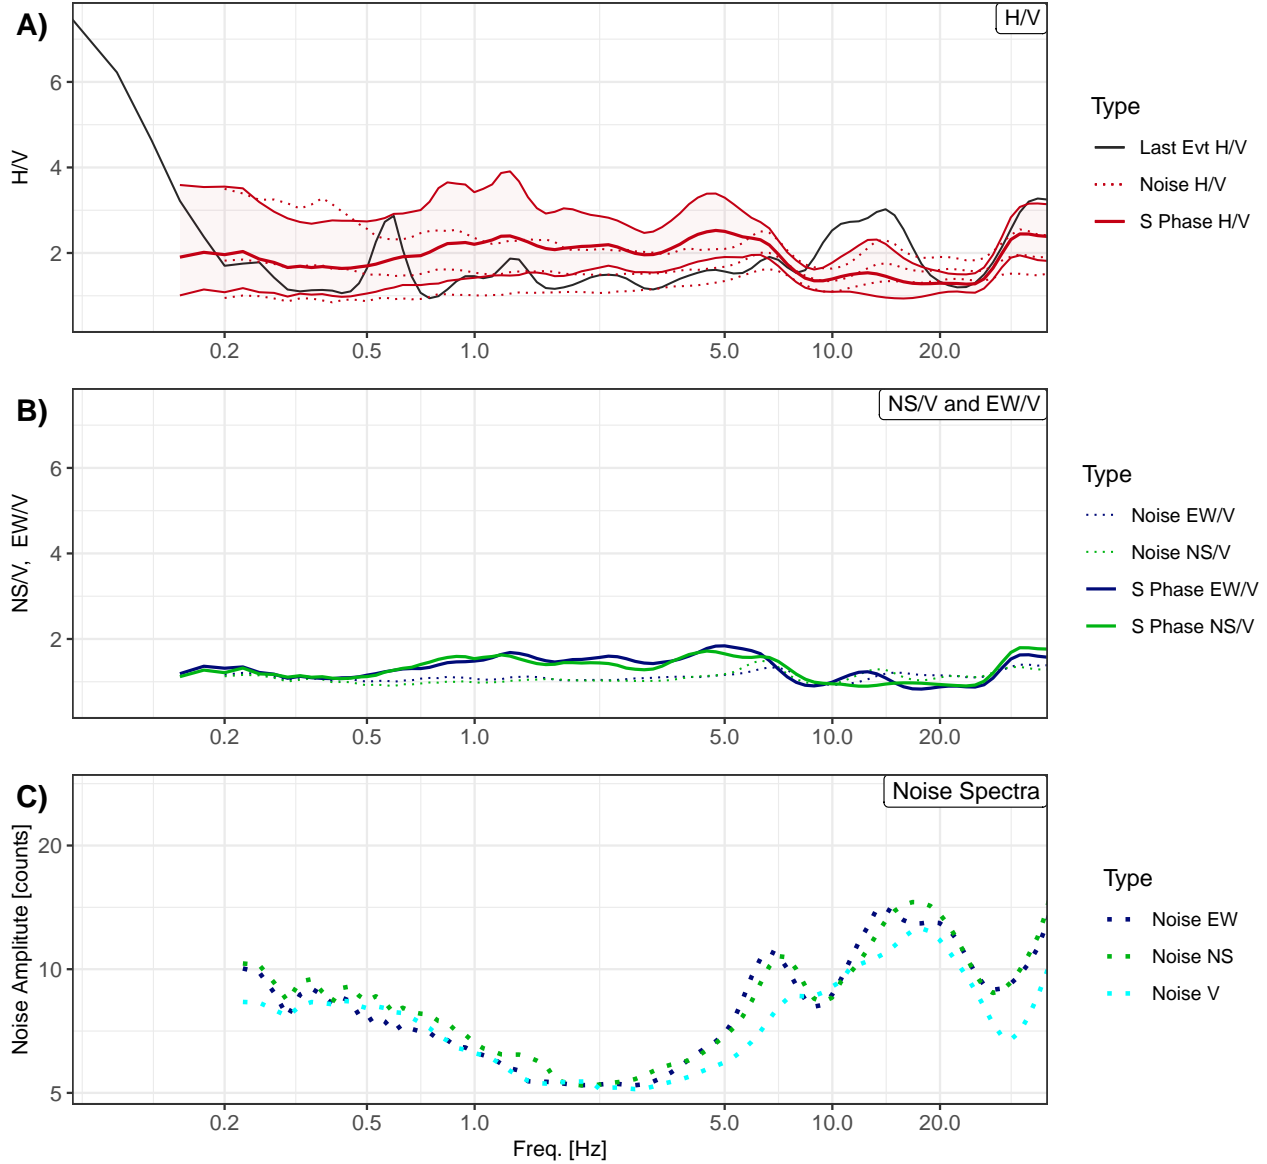 A)
H/V
6
4
2
H/V
0.2 0.5 1.0 5.0 10.0 20.0
Type
Last Evt H/V
Noise H/V
S Phase H/V
B)
NS/V and EW/V
6
4
2
NS/V, EW/V
0.2 0.5 1.0 5.0 10.0 20.0
Type
Noise EW/V
Noise NS/V
S Phase EW/V
S Phase NS/V
C)
Noise Spectra
20
10
5
Noise Amplitute [counts]
0.2 0.5 1.0 5.0 10.0 20.0
Freq. [Hz]
Type
Noise EW
Noise NS
Noise V